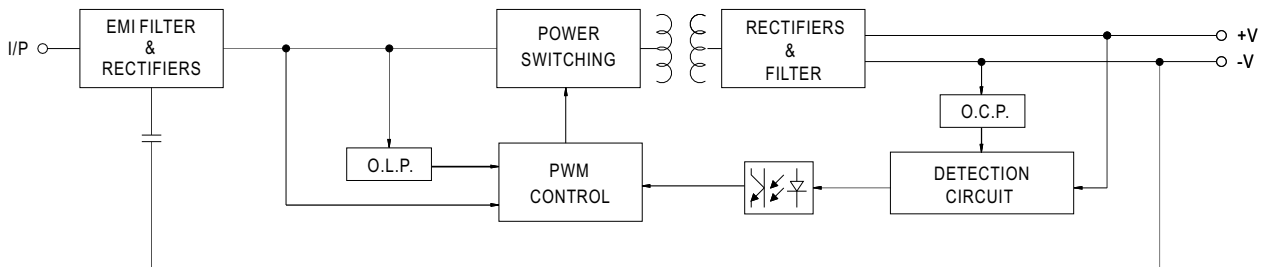 I/P
EMI FILTER
&
RECTIFIERS
POWER
SWITCHING
RECTIFIERS
&
FILTER
+V
-V
O.C.P.
O.L.P.
PWM
CONTROL
DETECTION
CIRCUIT